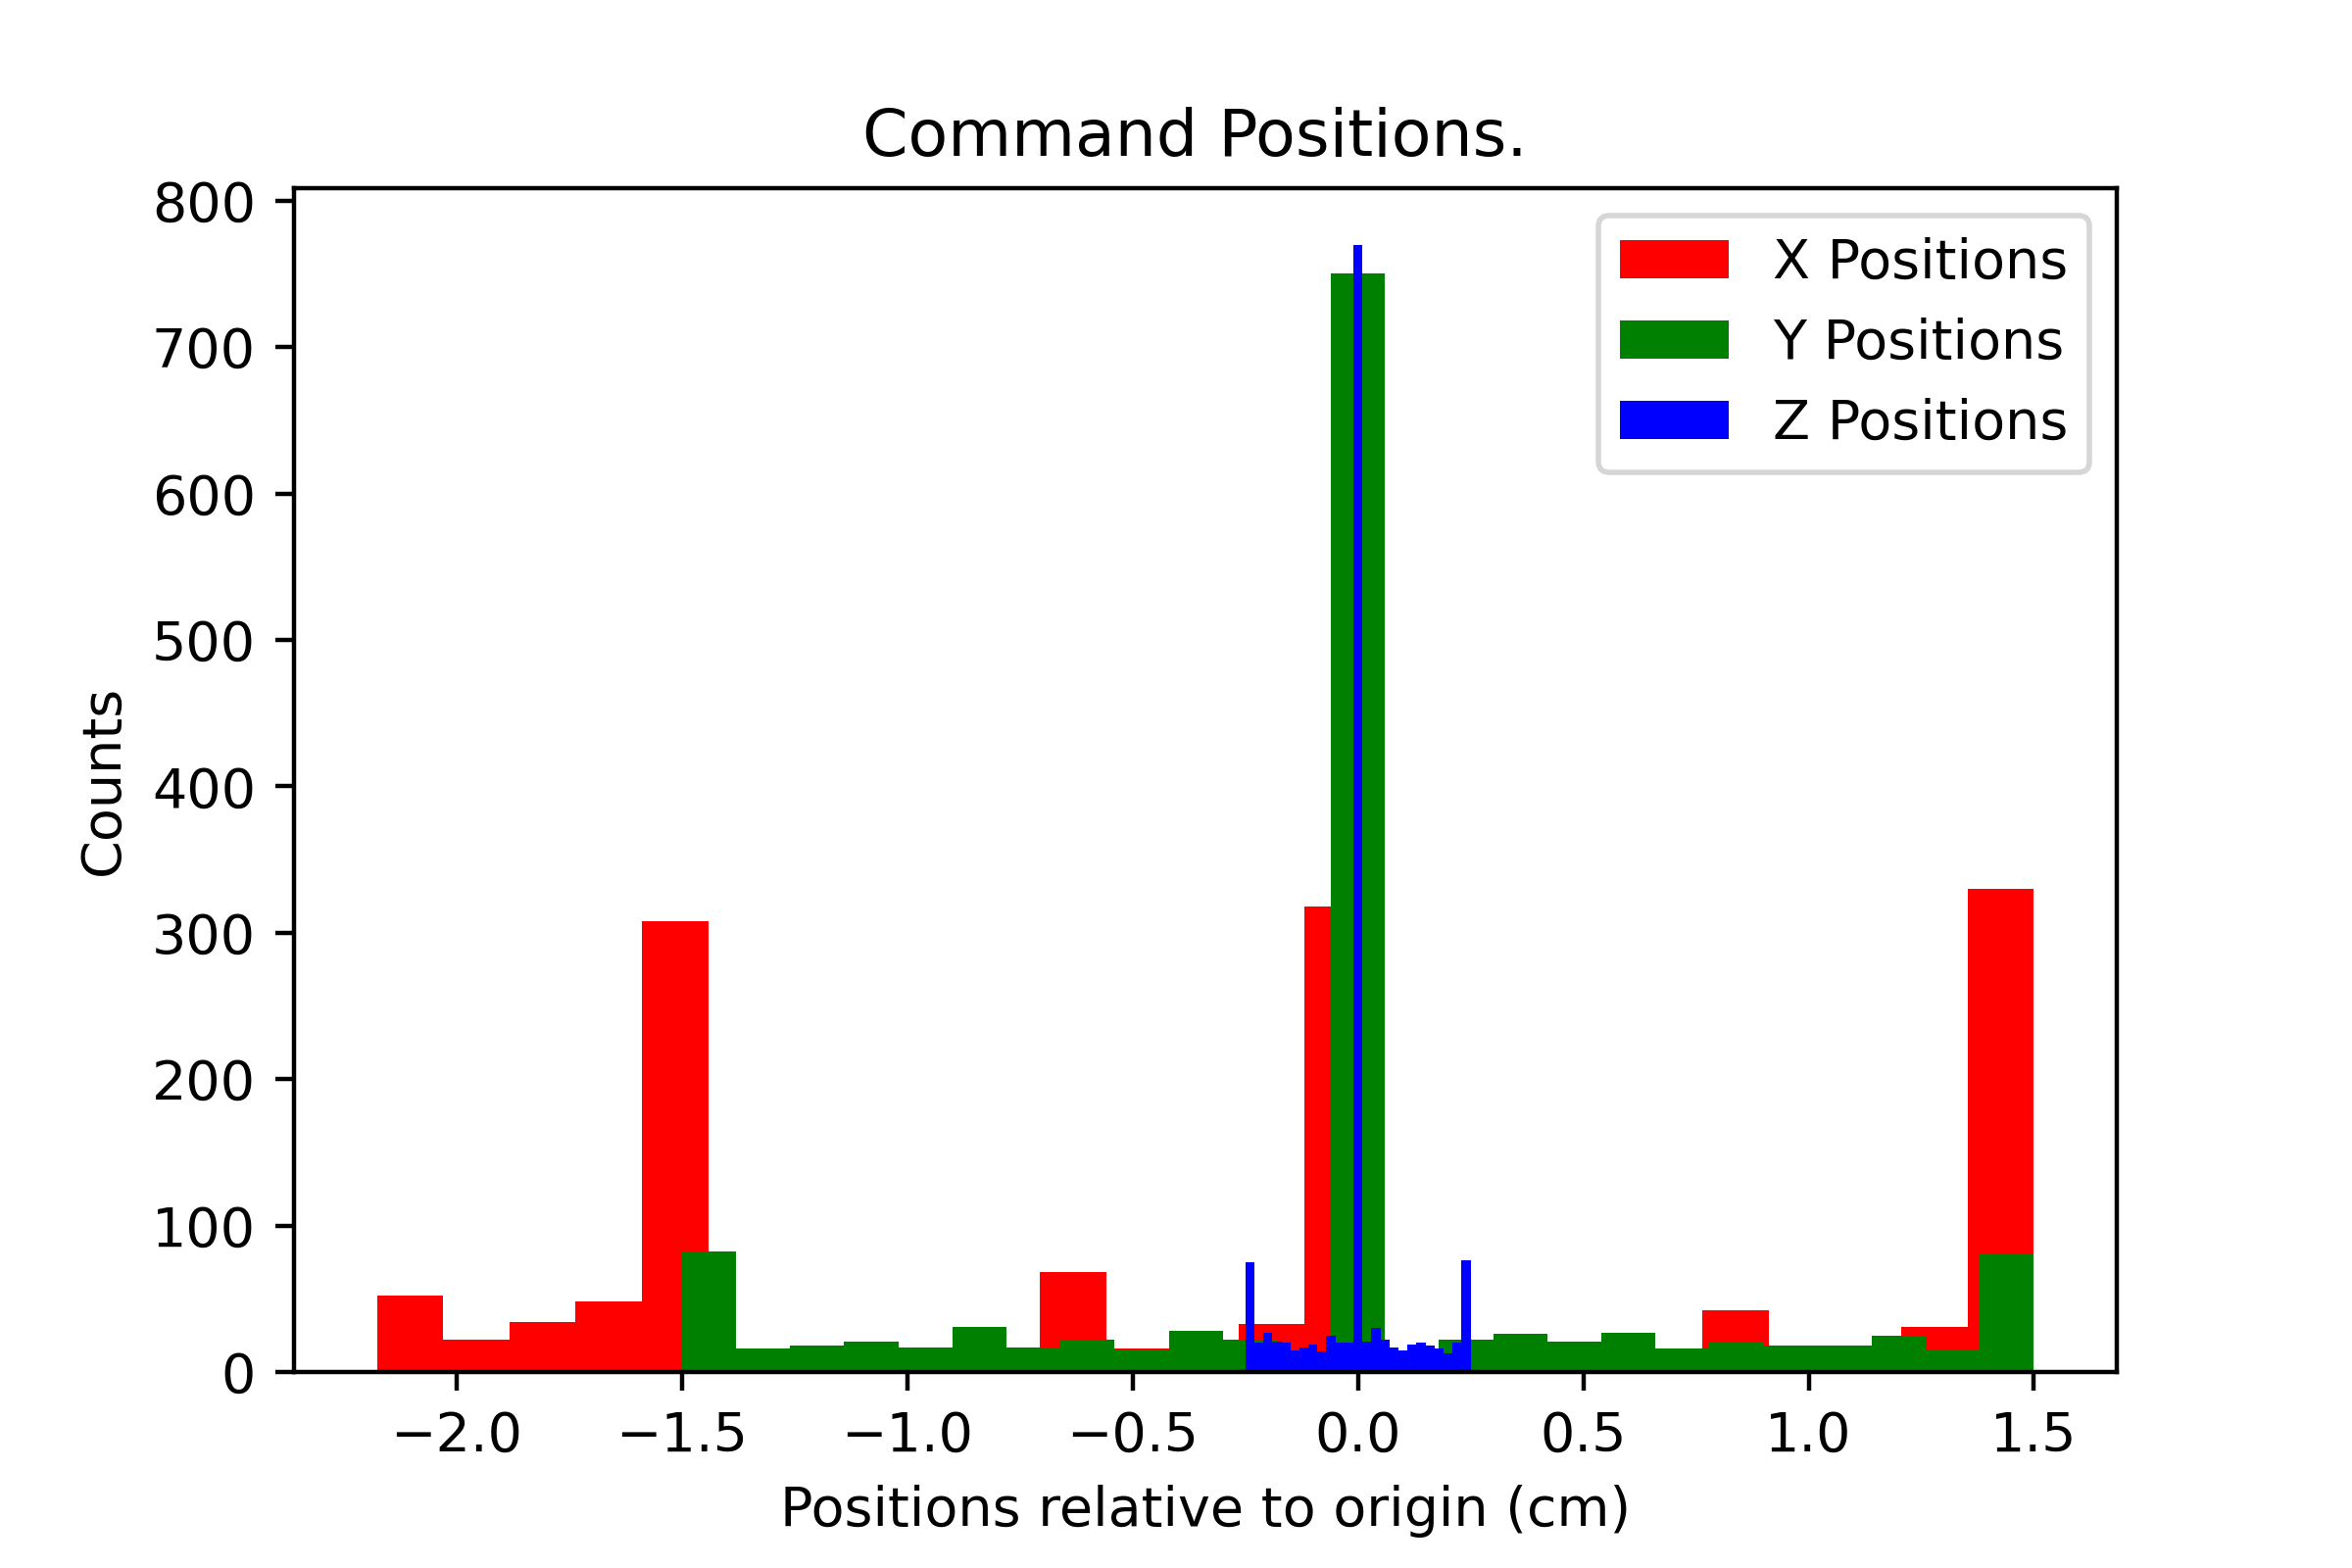 Command Positions.
800
700
600
500
400
300
200
100
0
Counts
X Positions
Y Positions
Z Positions
−2.0 −1.5 −1.0 −0.5 0.0 0.5 1.0 1.5
Positions relative to origin (cm)